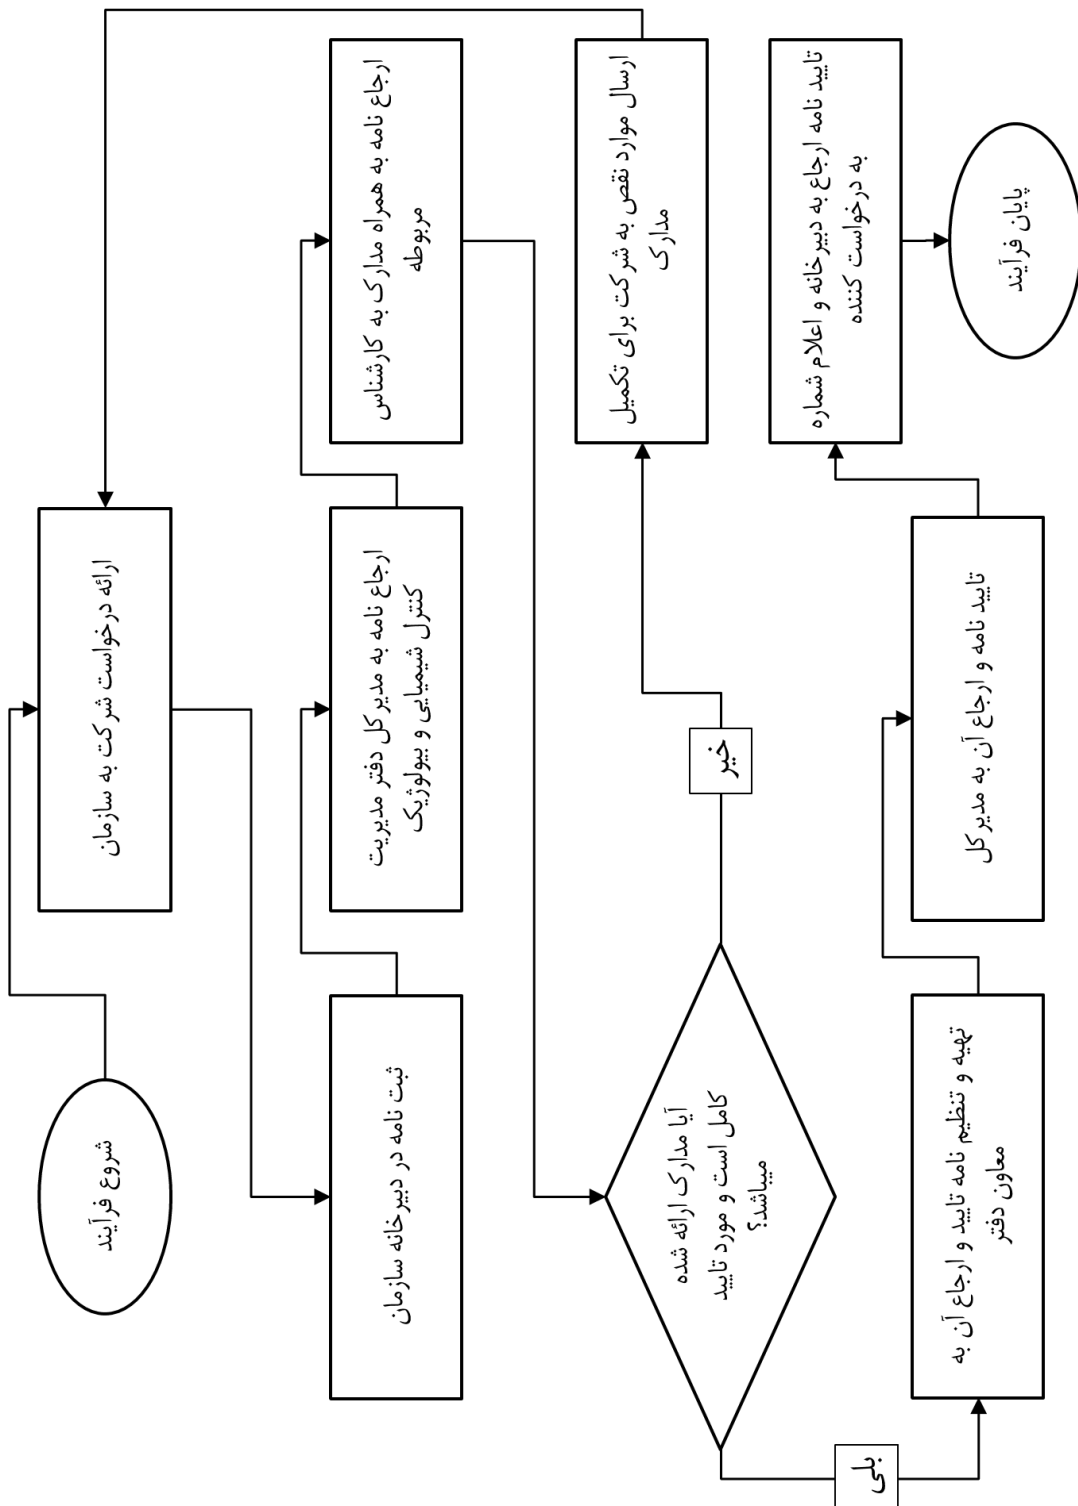 شروع فرآیند
ارائه درخواست شرکت به سازمان
ثبت نامه در دبیرخانه سازمان
ارجاع نامه به مدیرکل دفتر مدیریت
کنترل شیمیایی و بیولوژیک
ارجاع نامه به همراه مدارک به کارشناس
مربوطه
آیا مدارک ارائه شده
کامل است و مورد تایید
میباشد؟
خیر
ارسال موارد نقص به شرکت برای تکمیل
مدارک
بلی
تهیه و تنظیم نامه تایید و ارجاع آن به
معاون دفتر
تایید نامه و ارجاع آن به مدیرکل
تایید نامه ارجاع به دبیرخانه و اعلام شماره
به درخواست کننده
پایان فرآیند